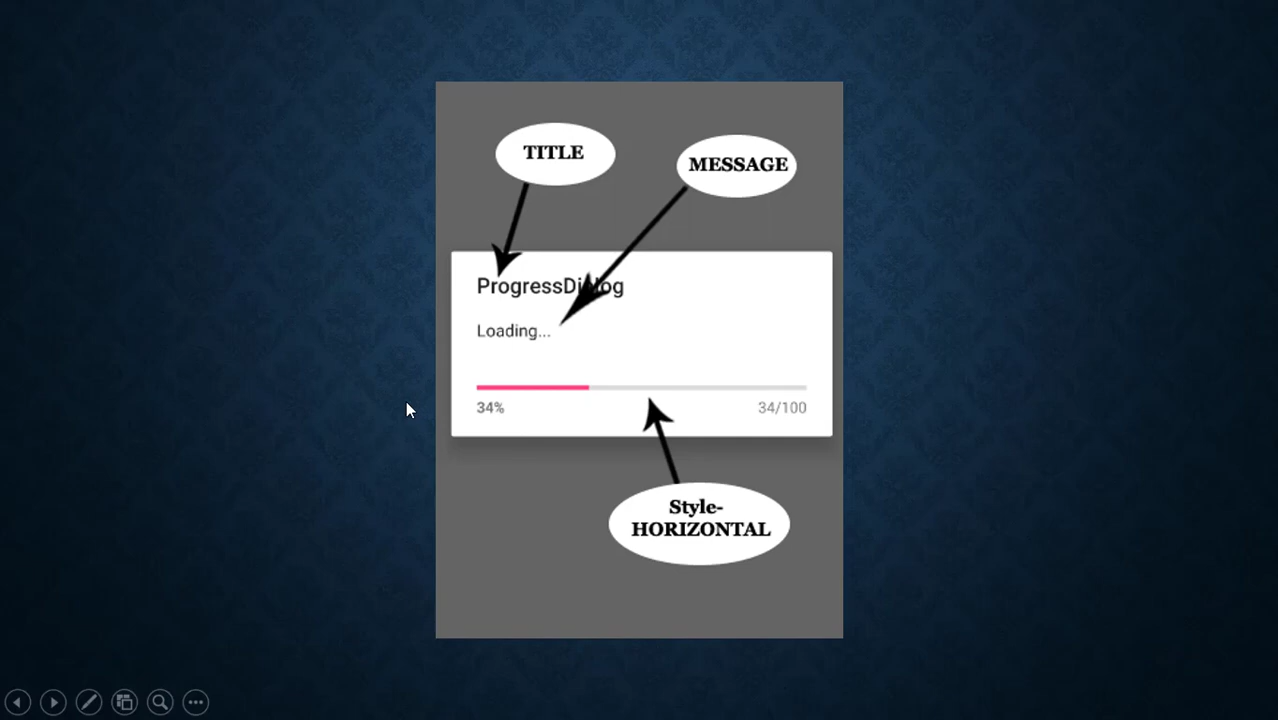 TITLE
MESSAGE
ProgressDialog
Loading...
34%
34/100
Style-
HORIZONTAL